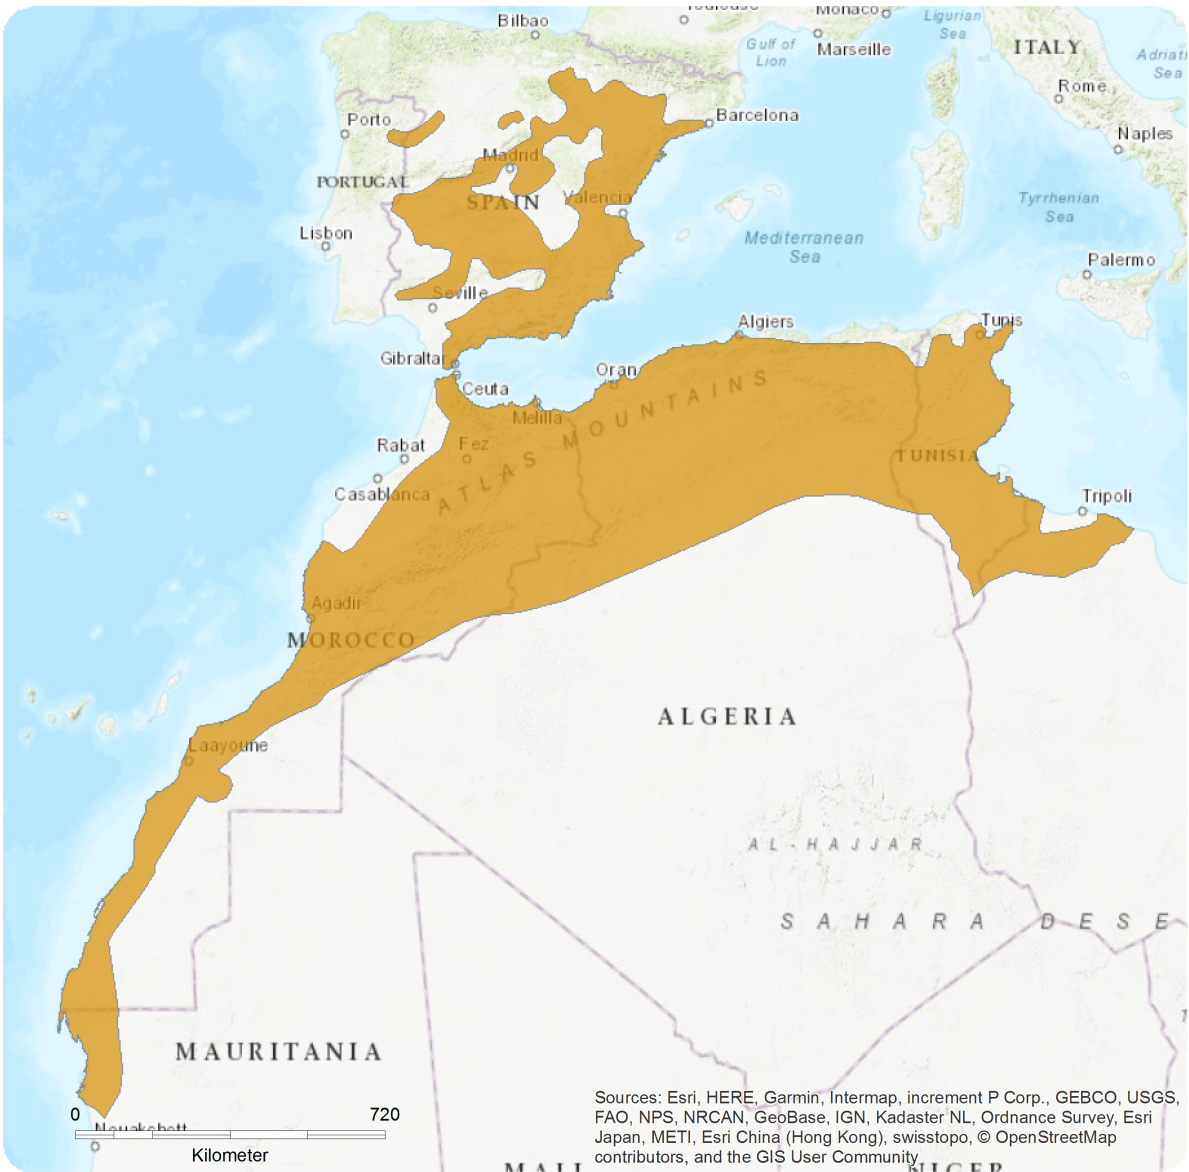 Toulouse
Monaco
Bilbao
Ligurian
Sea
Gulf of
Lion
Marseille
ITALY
Adriati
Sea
Rome
Porto
Barcelona
Naples
Madrid
PORTUGAL
SPAIN
Valencia
Tyrrhenian
Sea
Lisbon
Mediterranean
Sea
Palermo
Seville
Algiers
Tunis
Gibraltar
Oran
Ceuta
Melilla
ATLAS MOUNTAINS
Rabat
Fez
TUNISIA
Casablanca
Tripoli
Agadir
MOROCCO
ALGERIA
Laayoune
AL-HAJJAR
SAHARA DESE
MAURITANIA
Sources: Esri, HERE, Garmin, Intermap, increment P Corp., GEBCO, USGS,
FAO, NPS, NRCAN, GeoBase, IGN, Kadaster NL, Ordnance Survey, Esri
Japan, METI, Esri China (Hong Kong), swisstopo, © OpenStreetMap
contributors, and the GIS User Community
0 720
Nouakchott
Kilometer
MALI
NIGER